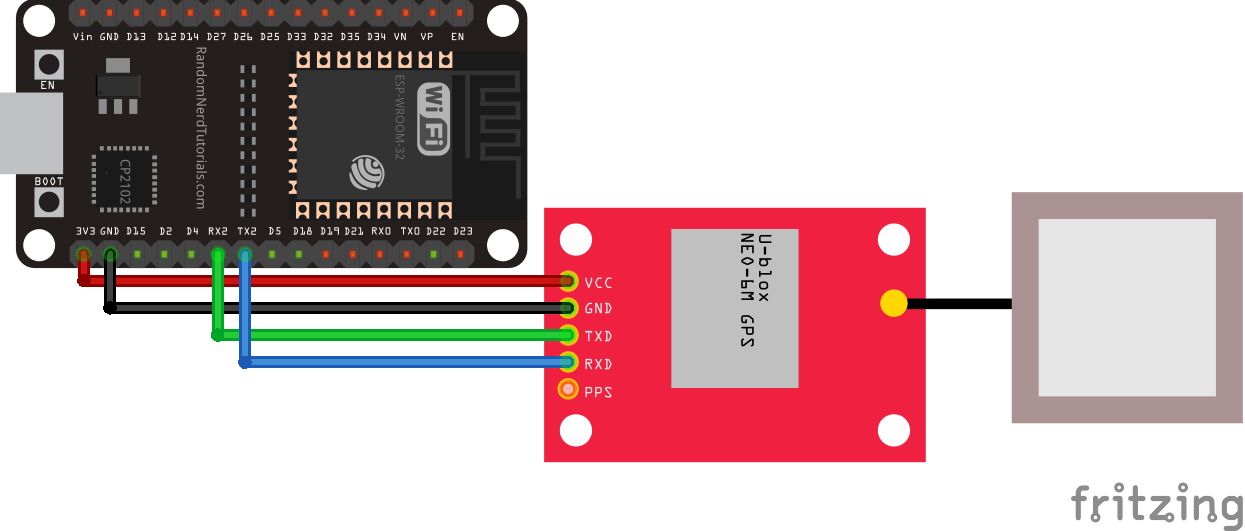 Vin GND D13 D12 D14 D27 D26 D25 D33 D32 D35 D34 VN VP EN
EN
RandomNerdTutorials.com
ESP-WROOM-32
WiFi
CP2102
BOOT
3V3 GND D15 D2 D4 RX2 TX2 D5 D18 D19 D21 RX0 TX0 D22 D23
VCC
GND
TXD
RXD
PPS
U-blox
NEO-6M GPS
fritzing